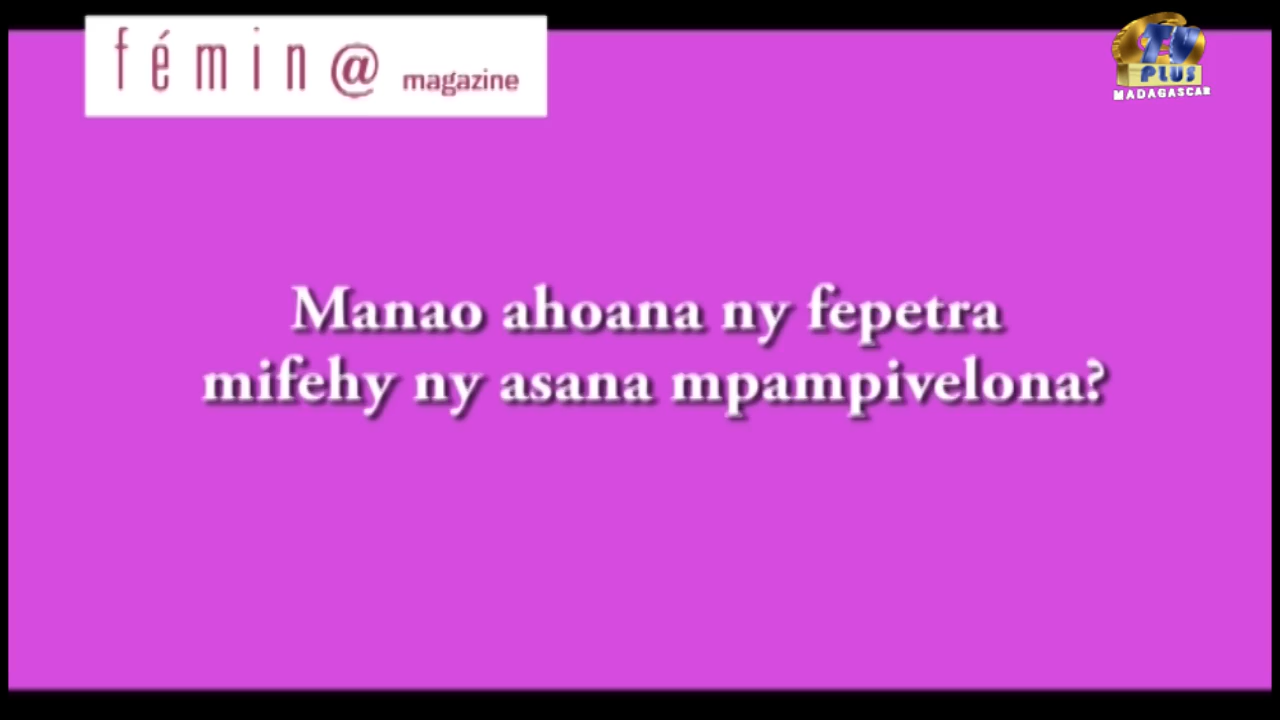 fémin@ magazine
TV
PLUS
MADAGASCAR
Manao ahoana ny fepetra
mifehy ny asana mpampivelona?